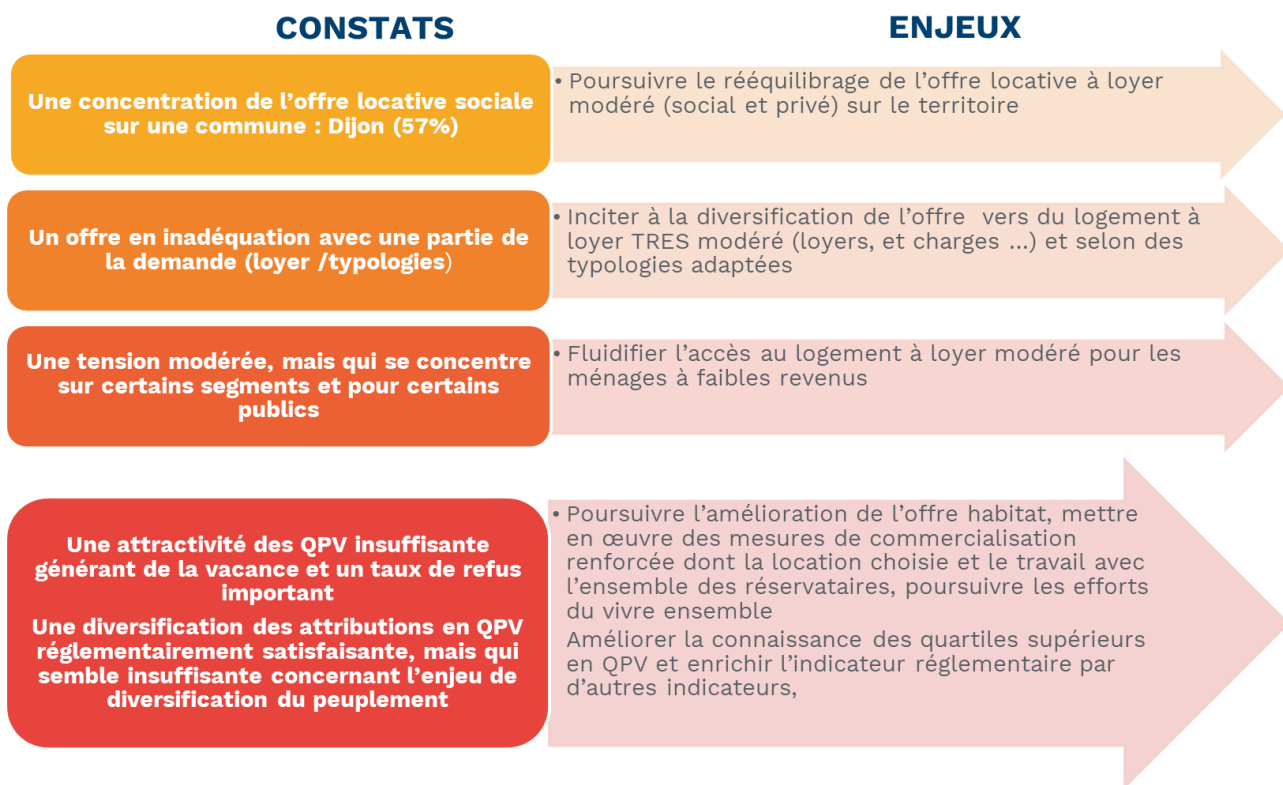 CONSTATS
ENJEUX
Une concentration de l’offre locative sociale
sur une commune : Dijon (57%)
• Poursuivre le rééquilibrage de l’offre locative à loyer
modéré (social et privé) sur le territoire
Un offre en inadéquation avec une partie de
la demande (loyer /typologies)
• Inciter à la diversification de l’offre  vers du logement à
loyer TRES modéré (loyers, et charges ...) et selon des
typologies adaptées
Une tension modérée, mais qui se concentre
sur certains segments et pour certains
publics
• Fluidifier l’accès au logement à loyer modéré pour les
ménages à faibles revenus
Une attractivité des QPV insuffisante
générant de la vacance et un taux de refus
important
Une diversification des attributions en QPV
réglementairement satisfaisante, mais qui
semble insuffisante concernant l’enjeu de
diversification du peuplement
• Poursuivre l’amélioration de l’offre habitat, mettre
en œuvre des mesures de commercialisation
renforcée dont la location choisie et le travail avec
l’ensemble des réservataires, poursuivre les efforts
du vivre ensemble
Améliorer la connaissance des quartiles supérieurs
en QPV et enrichir l’indicateur réglementaire par
d’autres indicateurs,